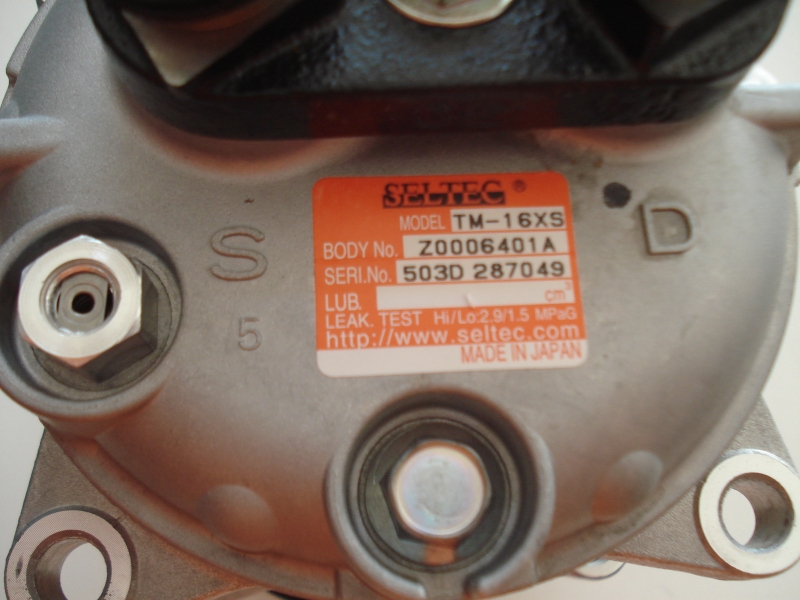 SELTEC ®
MODEL TM-16XS
BODY No. Z0006401A
SERI.No. 503D 287049
LUB. cm³
LEAK. TEST Hi/Lo:2.9/1.5 MPaG
http://www.seltec.com
MADE IN JAPAN
S
D
5